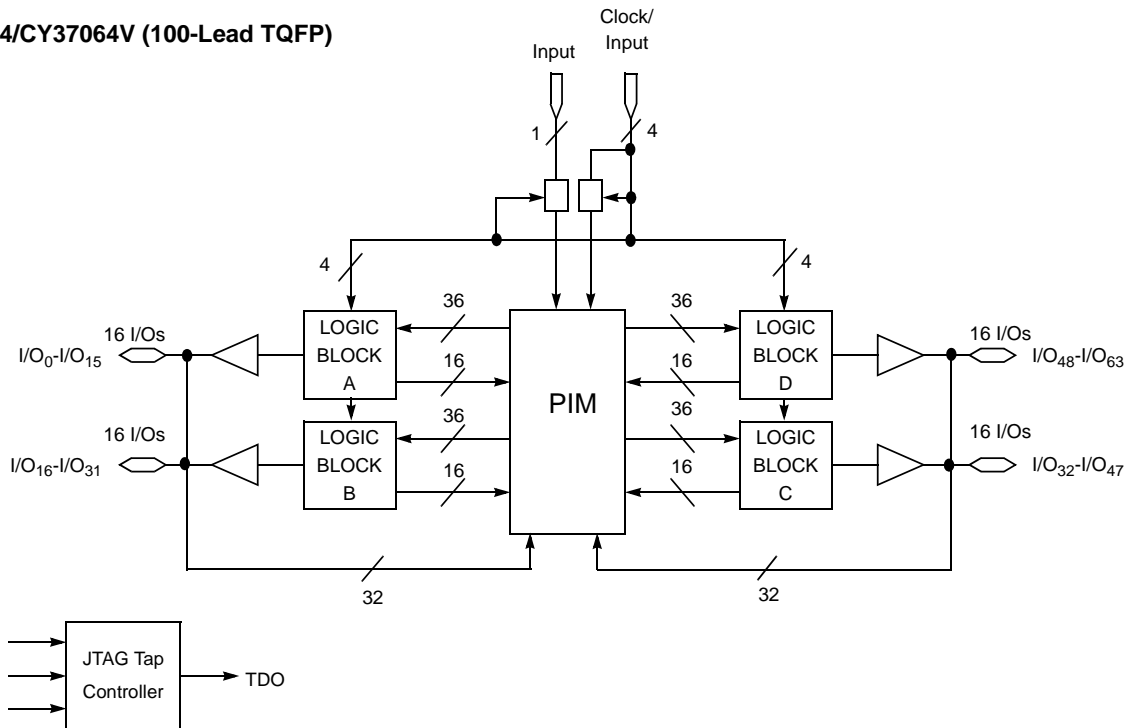 4/CY37064V (100-Lead TQFP)
Clock/
Input
Input
1
4
4
4
36
36
LOGIC
BLOCK
A
LOGIC
BLOCK
D
16 I/Os
I/O0-I/O15
16 I/Os
I/O48-I/O63
16
16
PIM
36
36
LOGIC
BLOCK
B
LOGIC
BLOCK
C
16 I/Os
I/O16-I/O31
16 I/Os
I/O32-I/O47
16
16
32
32
JTAG Tap
Controller
TDO